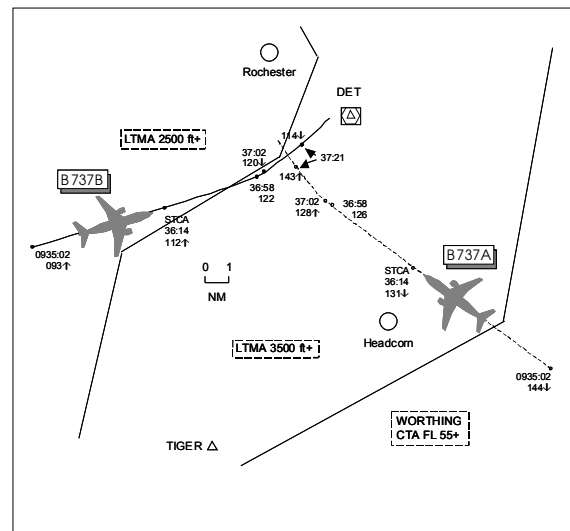 Rochester
DET
LTMA 2500 ft+
114↓
37:02
120↓
37:21
B737B
143↑
36:58
122
37:02
128↑
36:58
126
STCA
36:14
112↑
B737A
0935:02
093↑
0 1
NM
STCA
36:14
131↓
Headcorn
LTMA 3500 ft+
0935:02
144↓
WORTHING
CTA FL 55+
TIGER